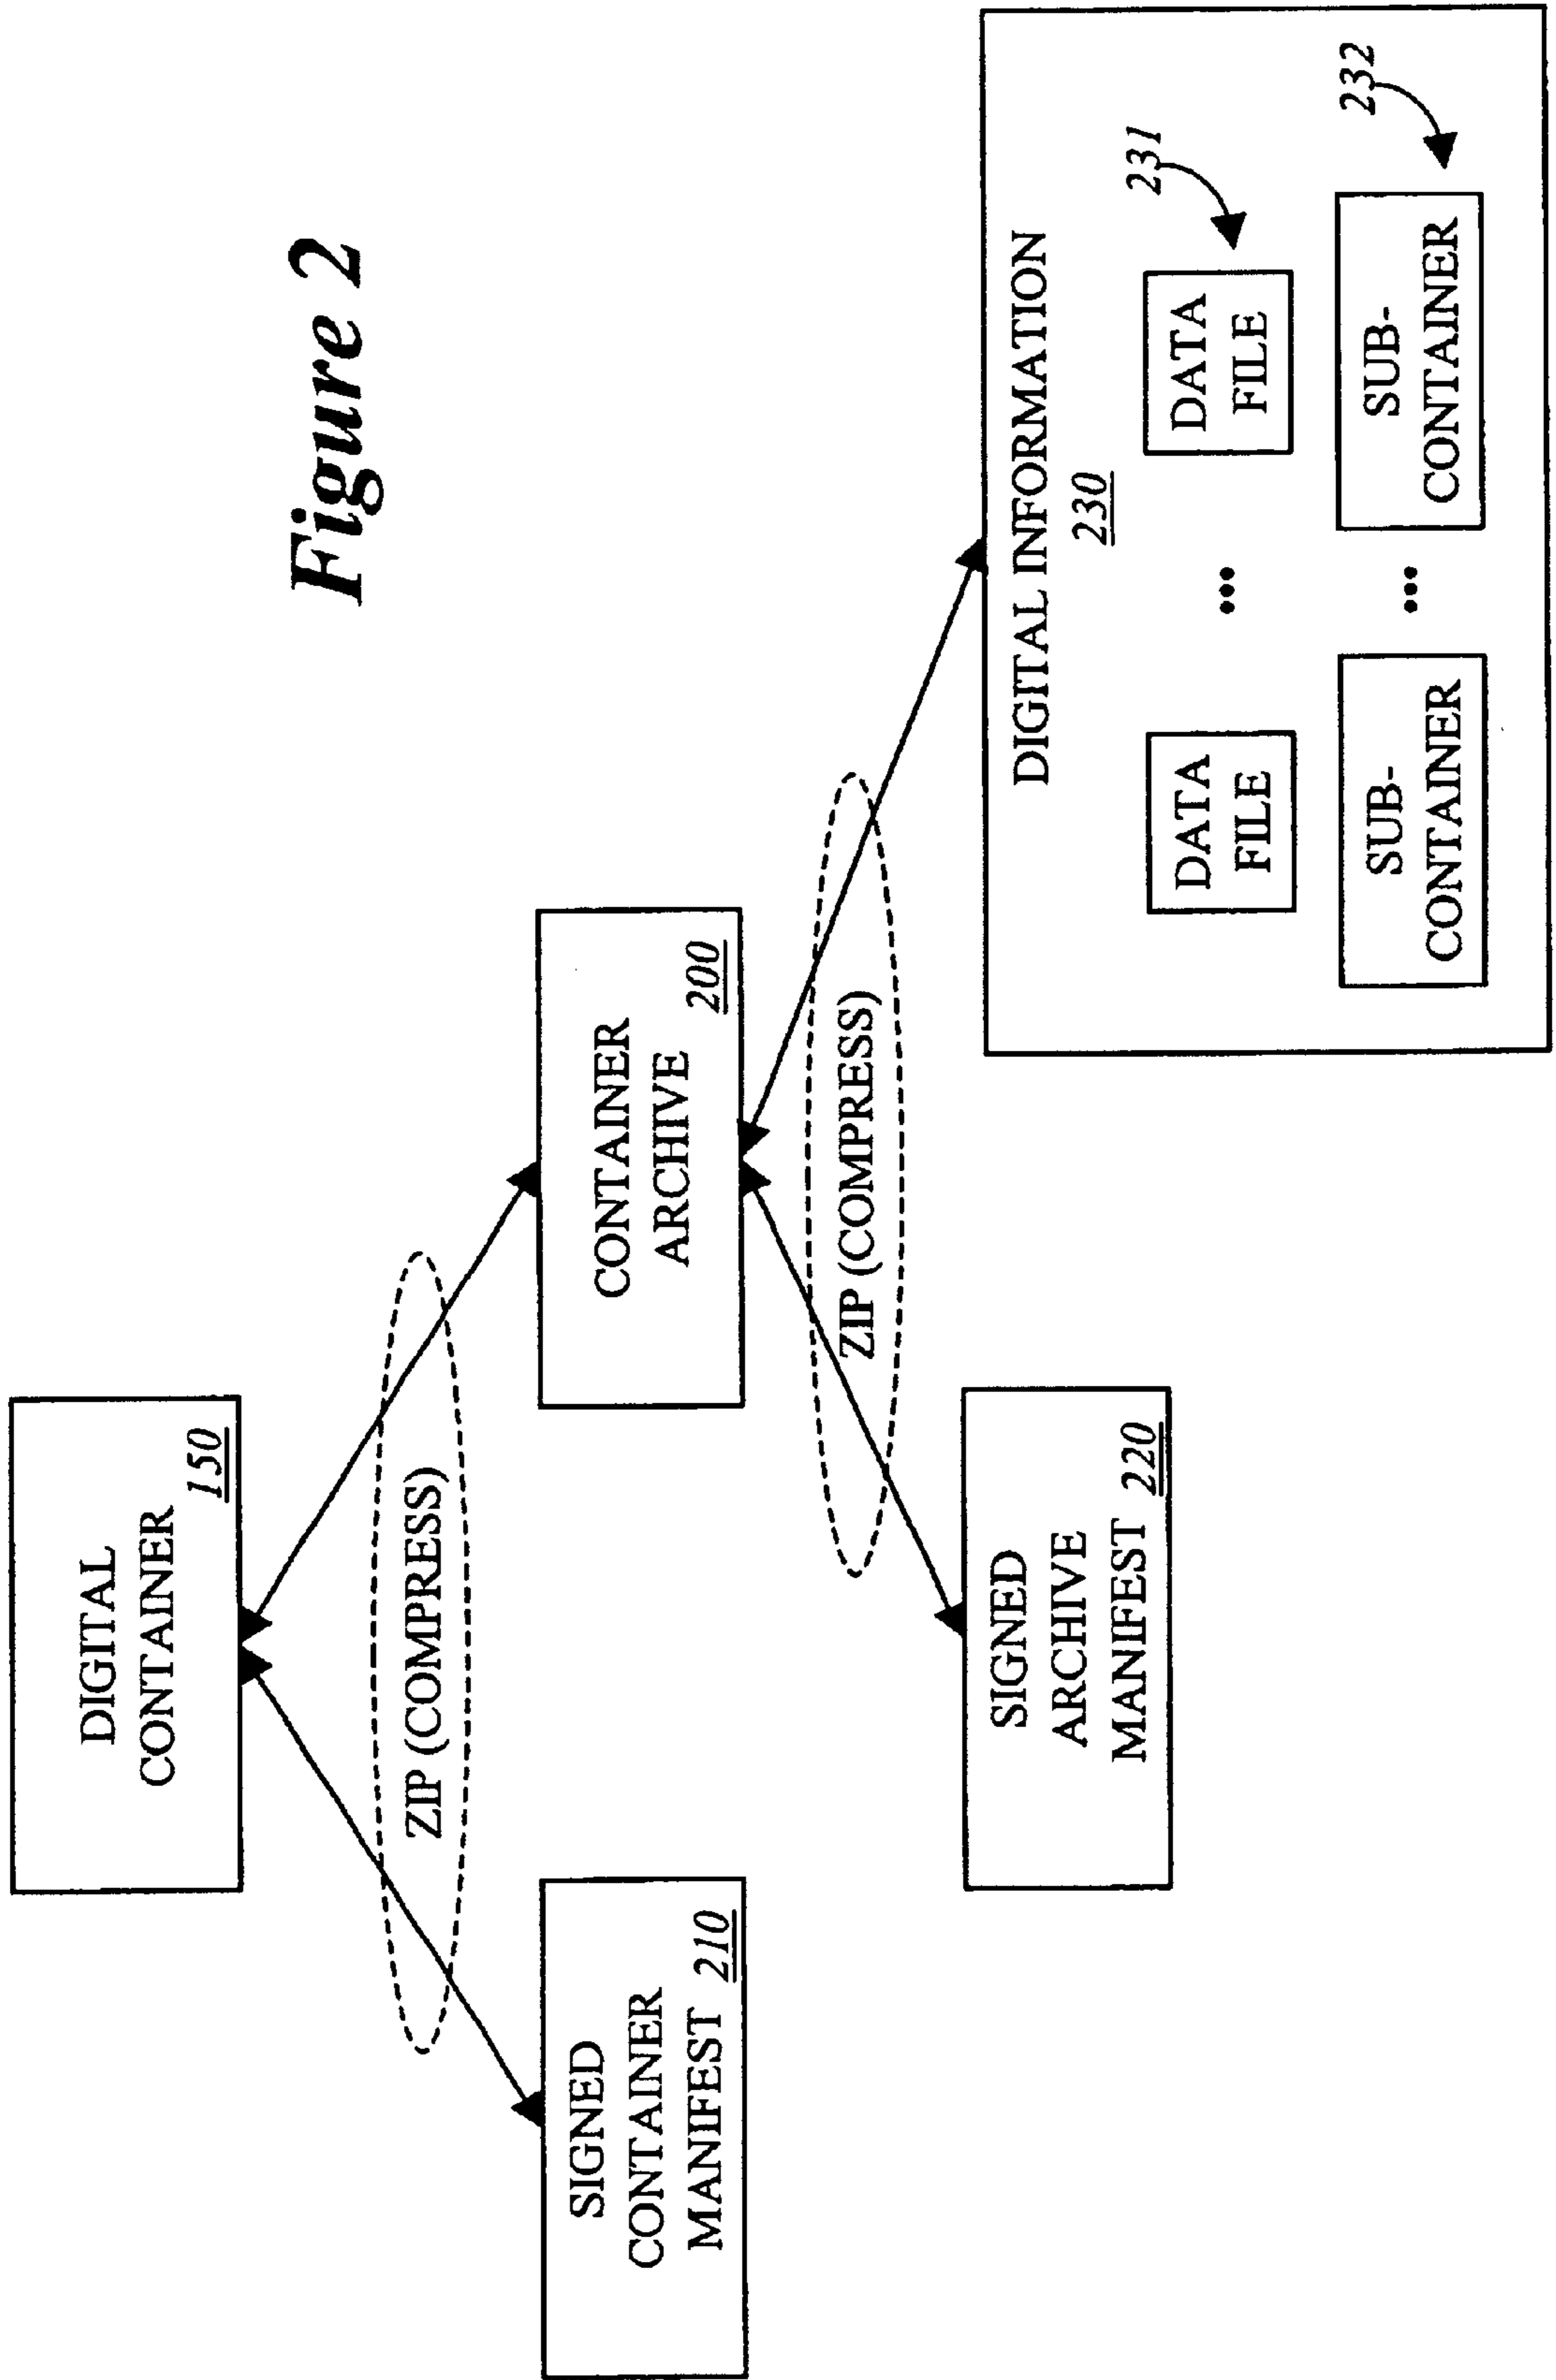 Figure 2
DIGITAL
CONTAINER
150
ZIP (COMPRESS)
SIGNED
CONTAINER
MANIFEST 210
CONTAINER
ARCHIVE
200
ZIP (COMPRESS)
SIGNED
ARCHIVE
MANIFEST 220
DIGITAL INFORMATION
230
DATA
FILE
...
DATA
FILE
231
SUB-
CONTAINER
...
SUB-
CONTAINER
232